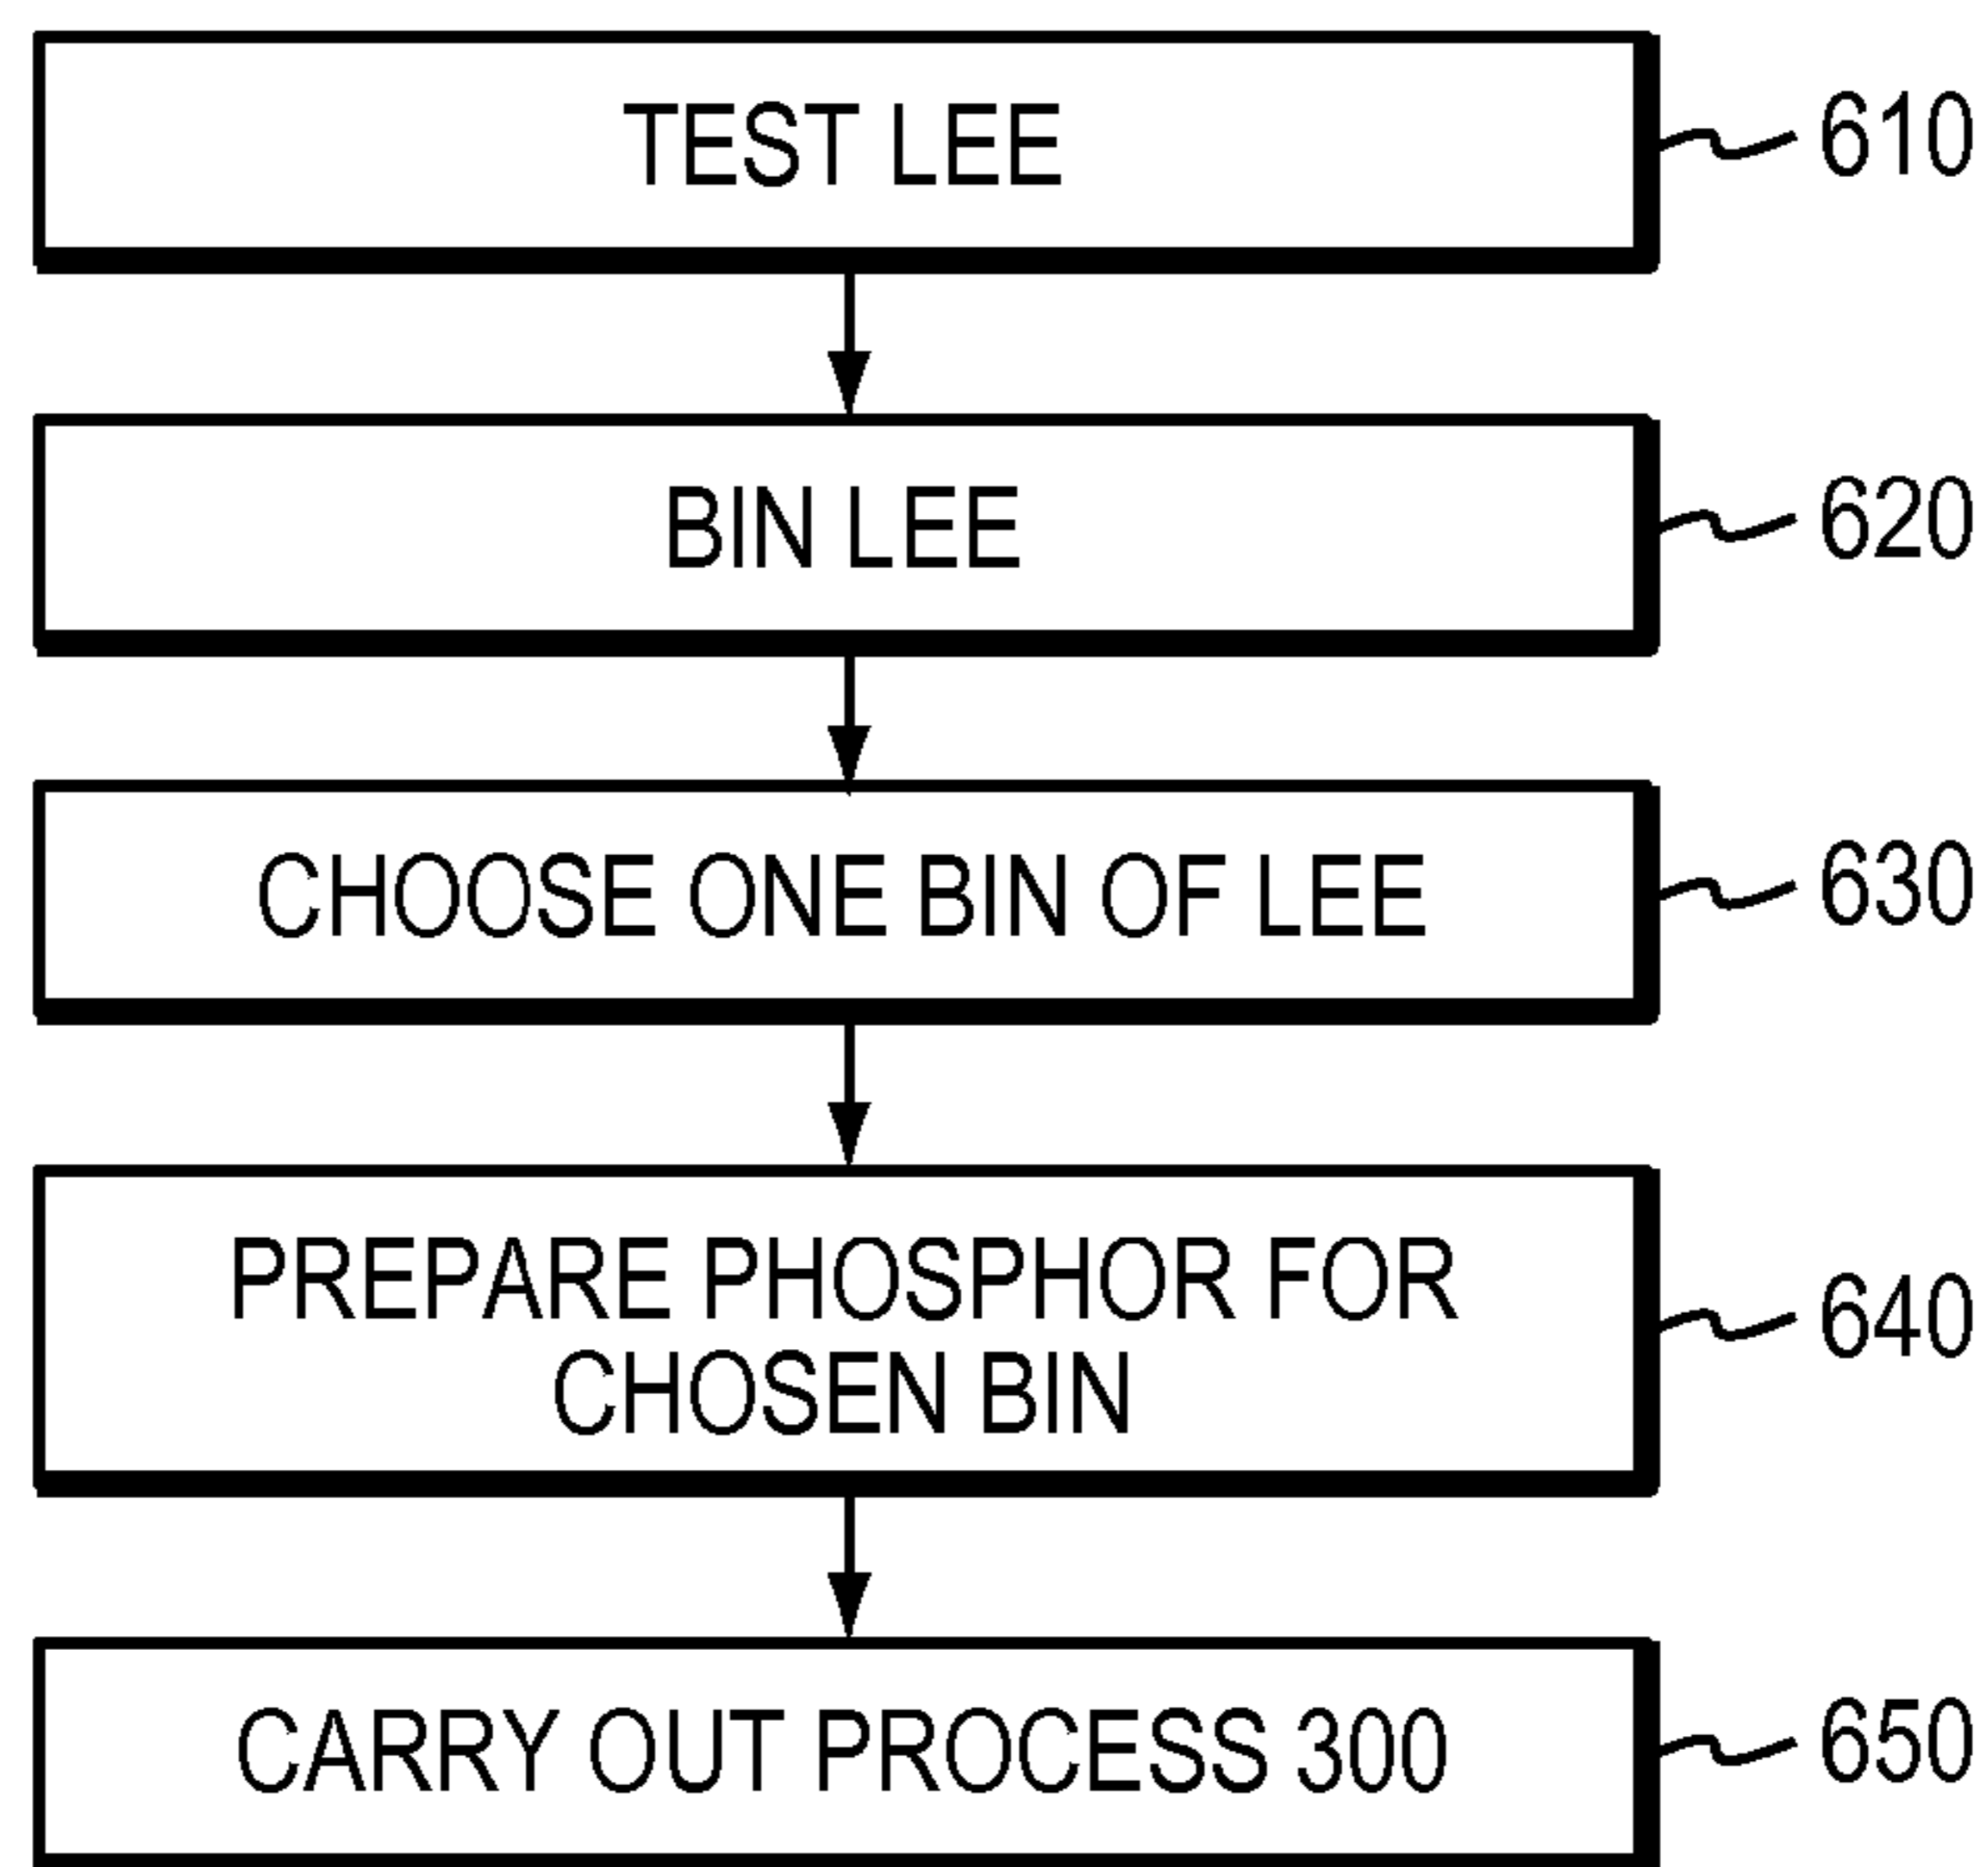 TEST LEE
610
BIN LEE
620
CHOOSE ONE BIN OF LEE
630
PREPARE PHOSPHOR FOR
CHOSEN BIN
640
CARRY OUT PROCESS 300
650